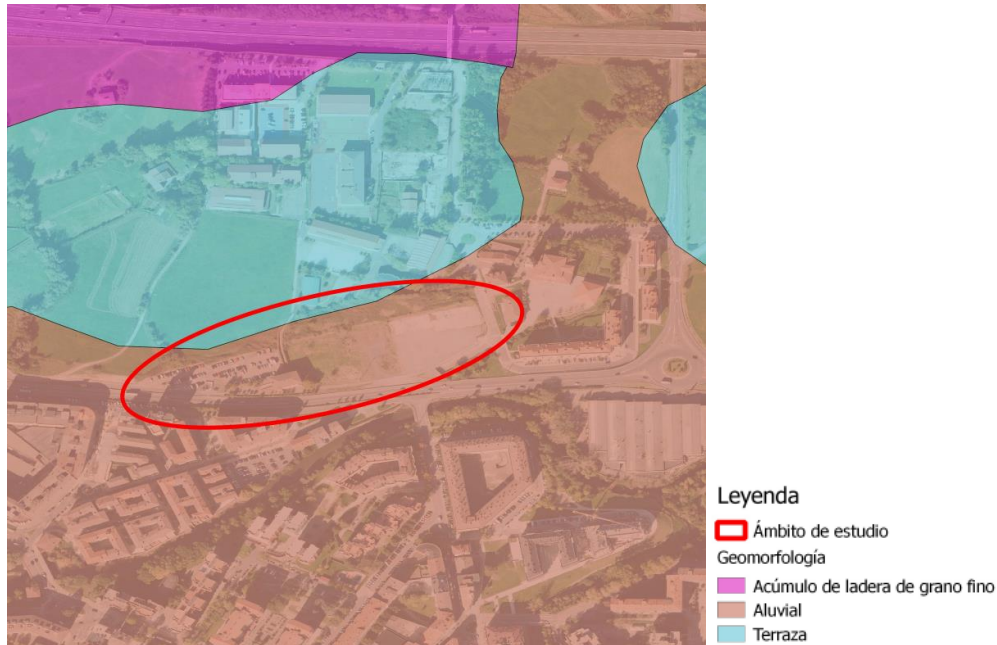 Leyenda
Ámbito de estudio
Geomorfología
Acúmulo de ladera de grano fino
Aluvial
Terraza